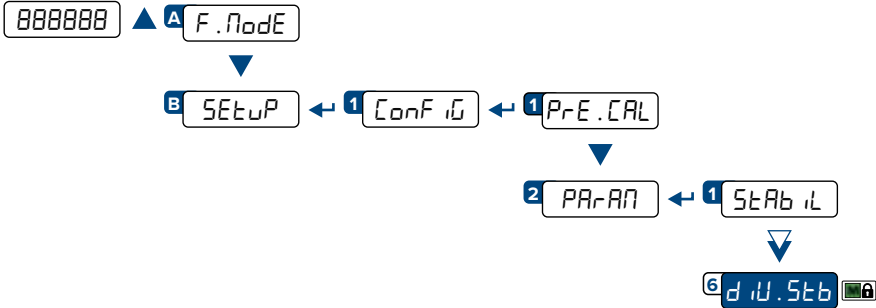 888888 A F.ModE
B SEtuP 1 ConFiG 1 PrE.CAL
2 PArAM 1 StAbiL
6 diV.Stb M